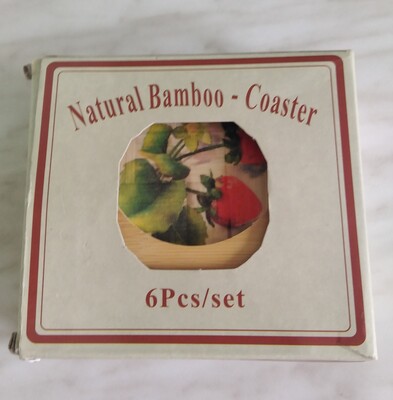 Natural Bamboo - Coaster
6Pcs/set